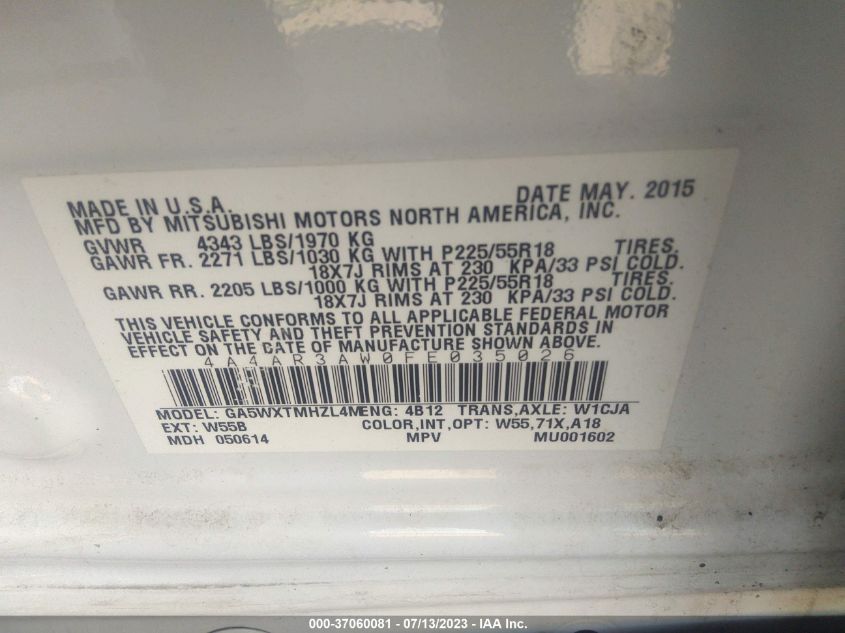 MADE IN U.S.A. DATE MAY. 2015
MFD BY MITSUBISHI MOTORS NORTH AMERICA, INC.
GVWR 4343 LBS/1970 KG
GAWR FR. 2271 LBS/1030 KG WITH P225/55R18 TIRES,
18X7J RIMS AT 230 KPA/33 PSI COLD.
GAWR RR. 2205 LBS/1000 KG WITH P225/55R18 TIRES,
18X7J RIMS AT 230 KPA/33 PSI COLD.
THIS VEHICLE CONFORMS TO ALL APPLICABLE FEDERAL MOTOR
VEHICLE SAFETY AND THEFT PREVENTION STANDARDS IN
EFFECT ON THE DATE OF MANUFACTURE SHOWN ABOVE.
4A4AR3AW0FE035026
MODEL: GA5WXTMHZL4M ENG: 4B12 TRANS,AXLE: W1CJA
EXT: W55B COLOR,INT,OPT: W55,71X,A18
MDH 050614 MPV MU001602
000-37060081 - 07/13/2023 - IAA Inc.